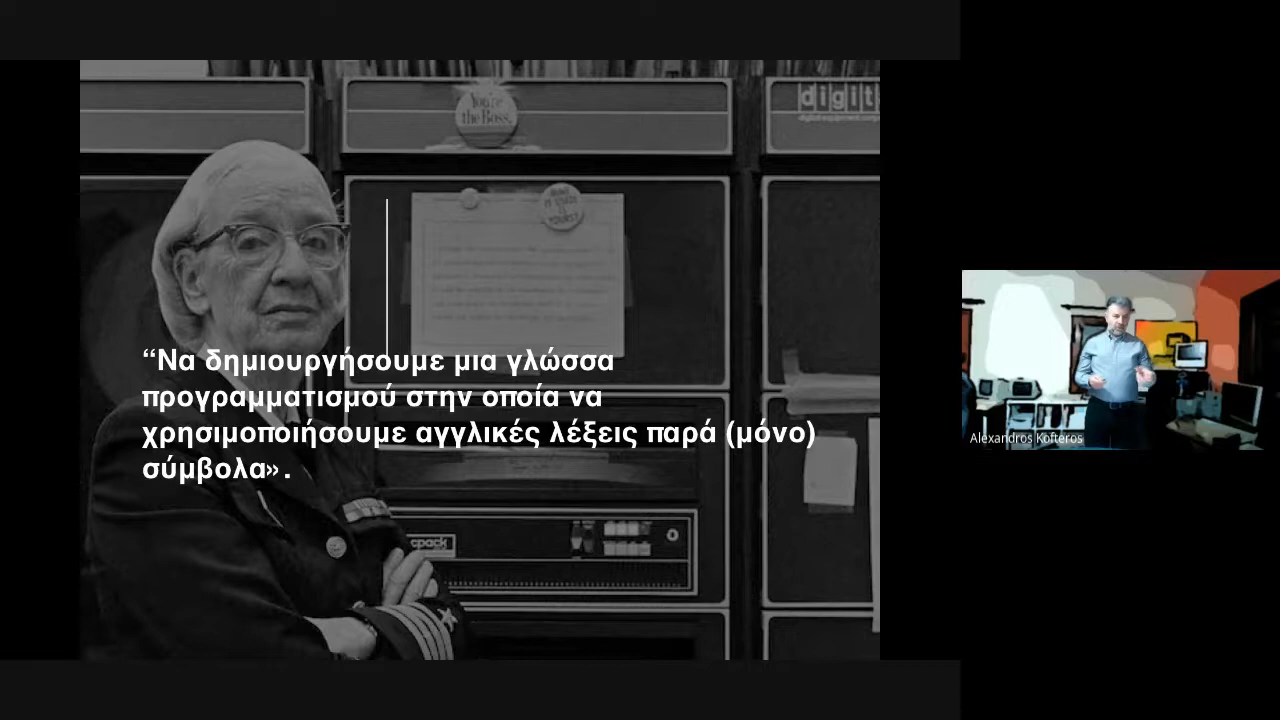 You're
the Boss.
digit
“Να δημιουργήσουμε μια γλώσσα
προγραμματισμού στην οποία να
χρησιμοποιήσουμε αγγλικές λέξεις παρά (μόνο)
σύμβολα».
cpack
Alexandros Kofteros